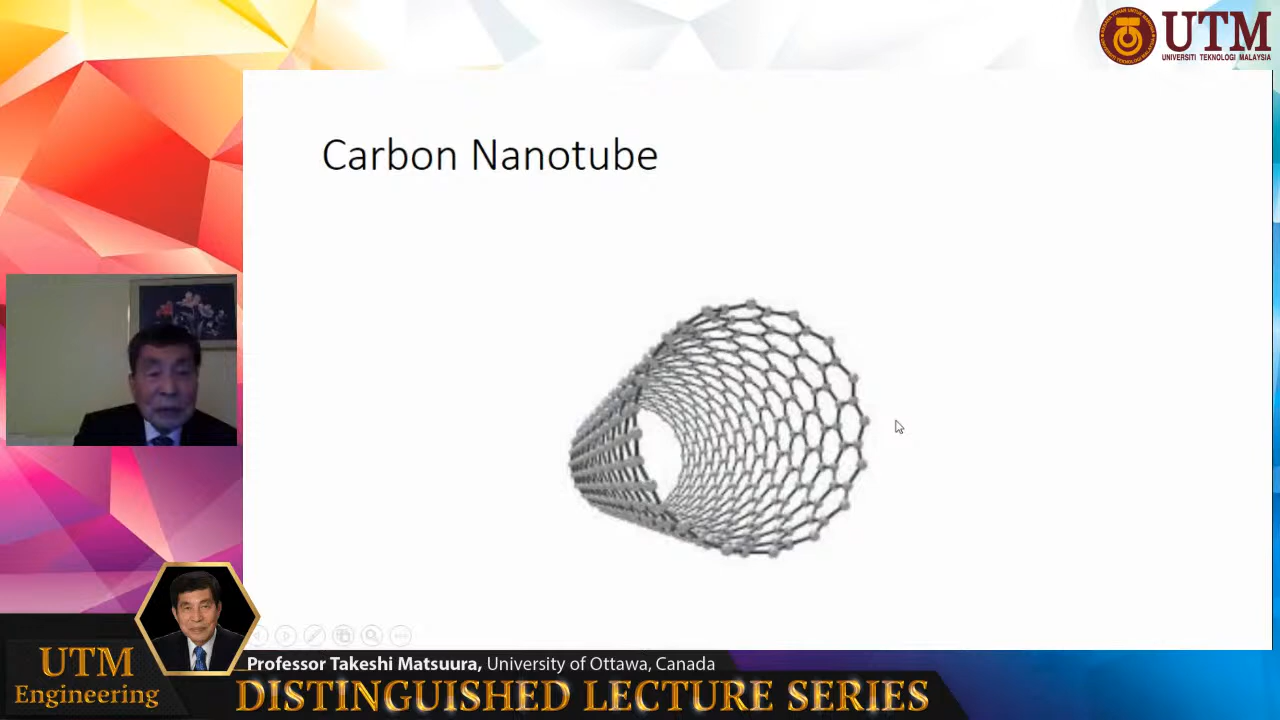 UTM
UNIVERSITI TEKNOLOGI MALAYSIA
Carbon Nanotube
UTM
Engineering
Professor Takeshi Matsuura, University of Ottawa, Canada
DISTINGUISHED LECTURE SERIES